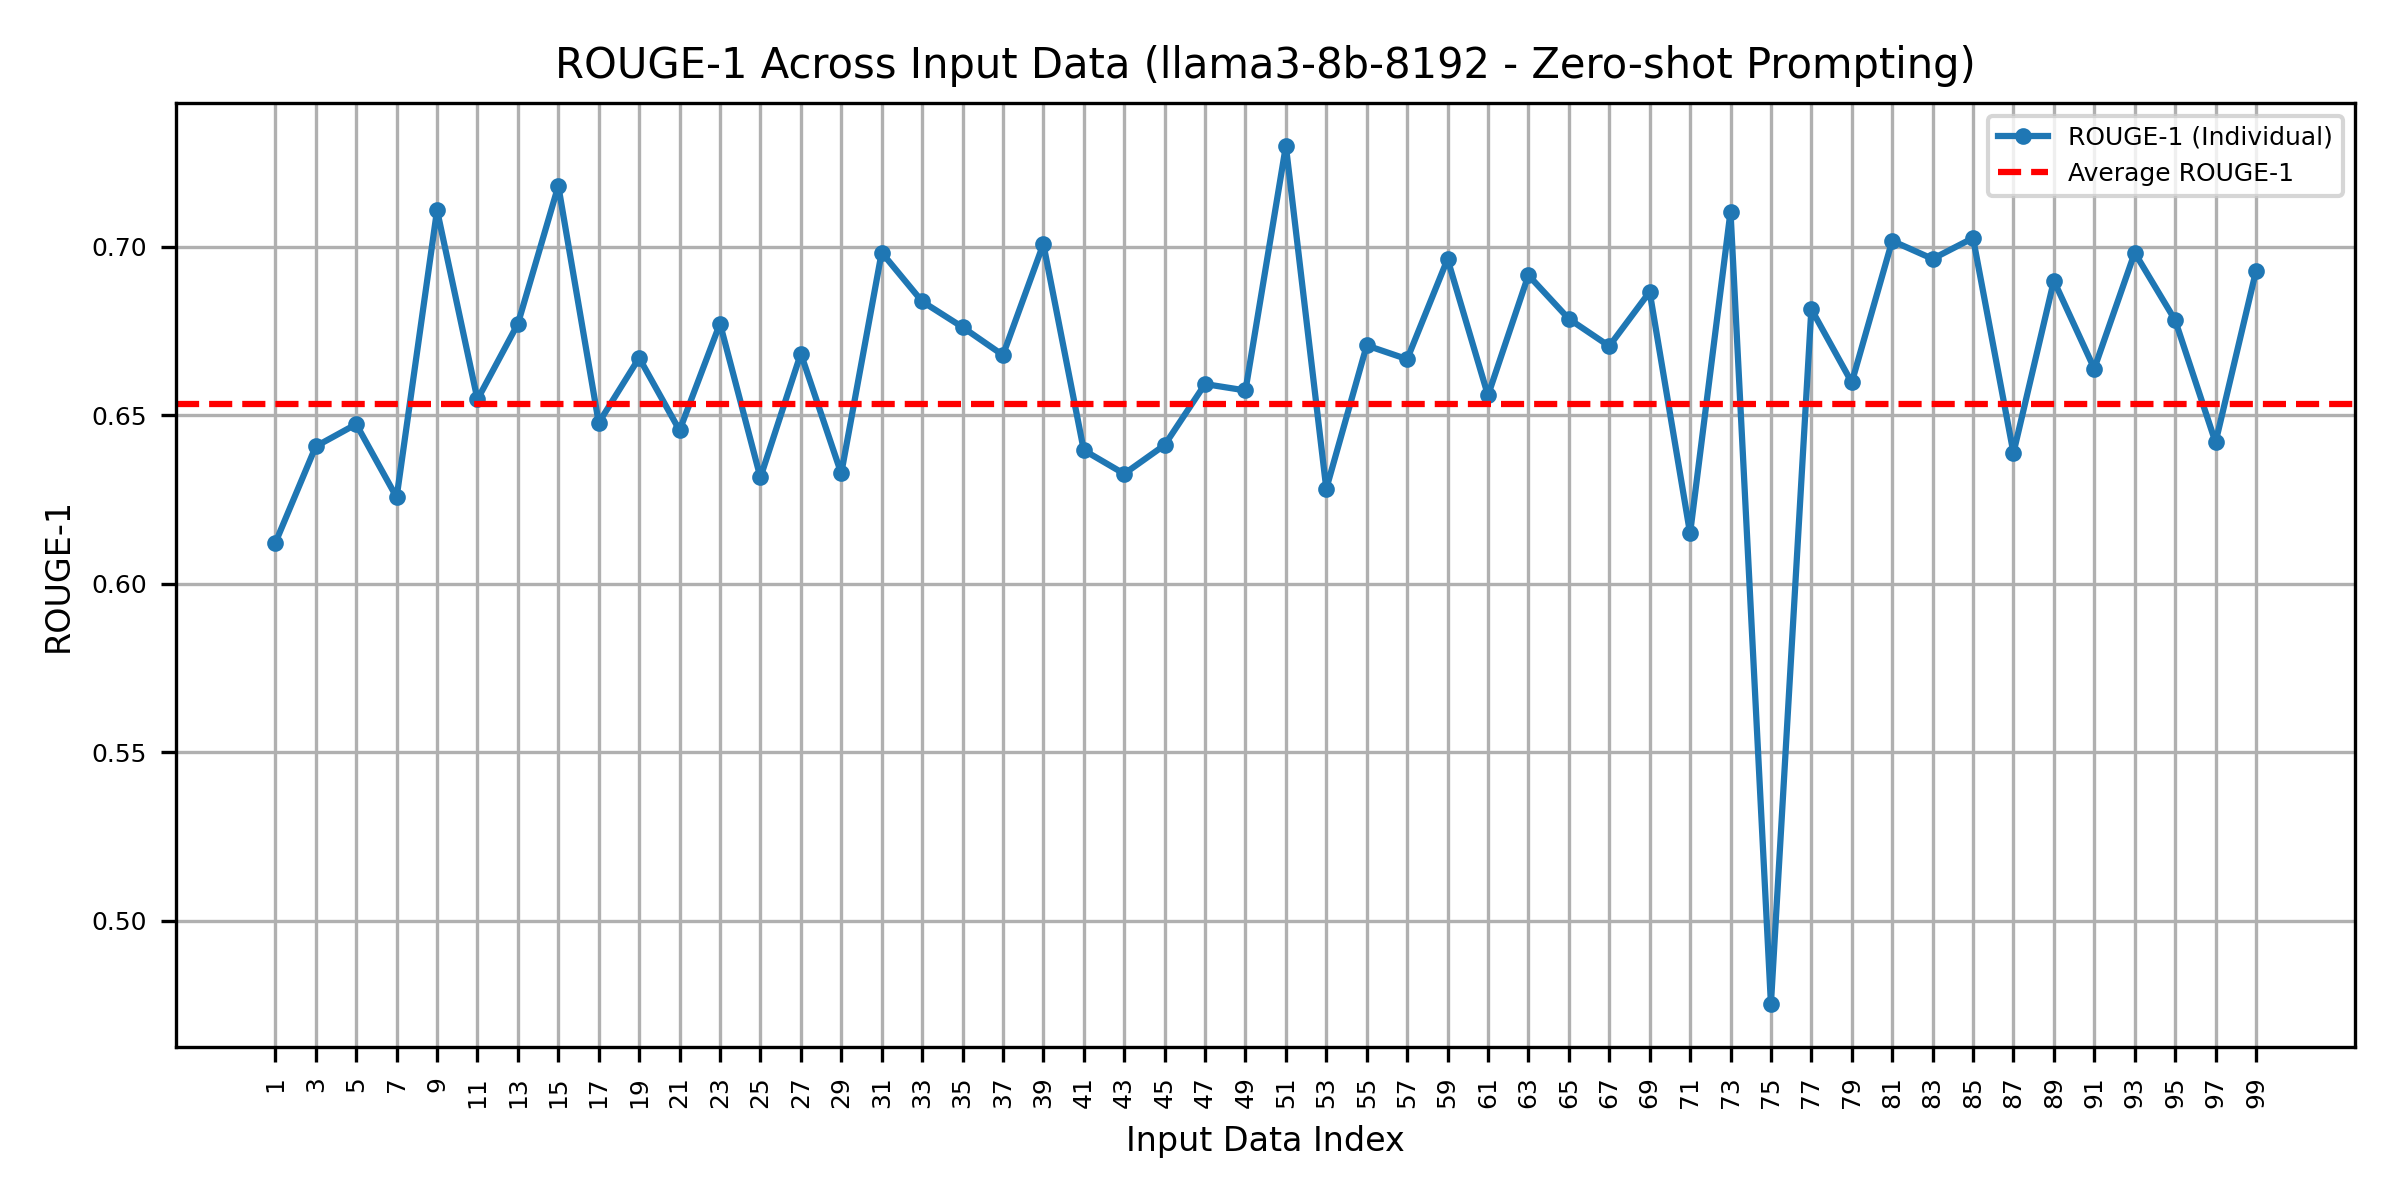 ROUGE-1 Across Input Data (llama3-8b-8192 - Zero-shot Prompting)
ROUGE-1 (Individual)
Average ROUGE-1
0.70
0.65
0.60
0.55
0.50
ROUGE-1
1 3 5 7 9 11 13 15 17 19 21 23 25 27 29 31 33 35 37 39 41 43 45 47 49 51 53 55 57 59 61 63 65 67 69 71 73 75 77 79 81 83 85 87 89 91 93 95 97 99
Input Data Index